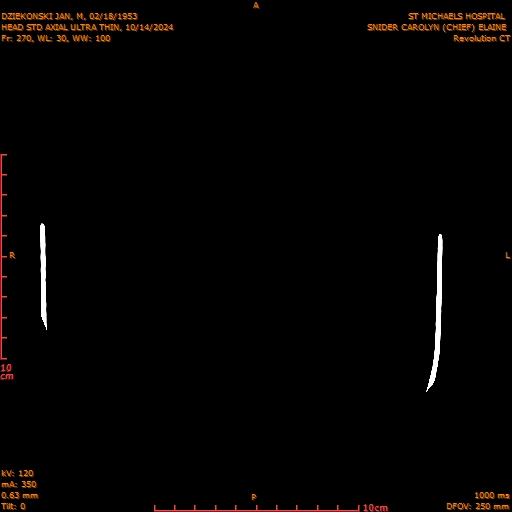 A
DZIEKONSKI JAN, M, 02/18/1953
HEAD STD AXIAL ULTRA THIN, 10/14/2024
Fr: 270, WL: 30, WW: 100
ST MICHAELS HOSPITAL
SNIDER CAROLYN (CHIEF) ELAINE
Revolution CT
R
L
10
cm
kV: 120
mA: 350
0.63 mm
Tilt: 0
P
10cm
1000 ms
DFOV: 250 mm